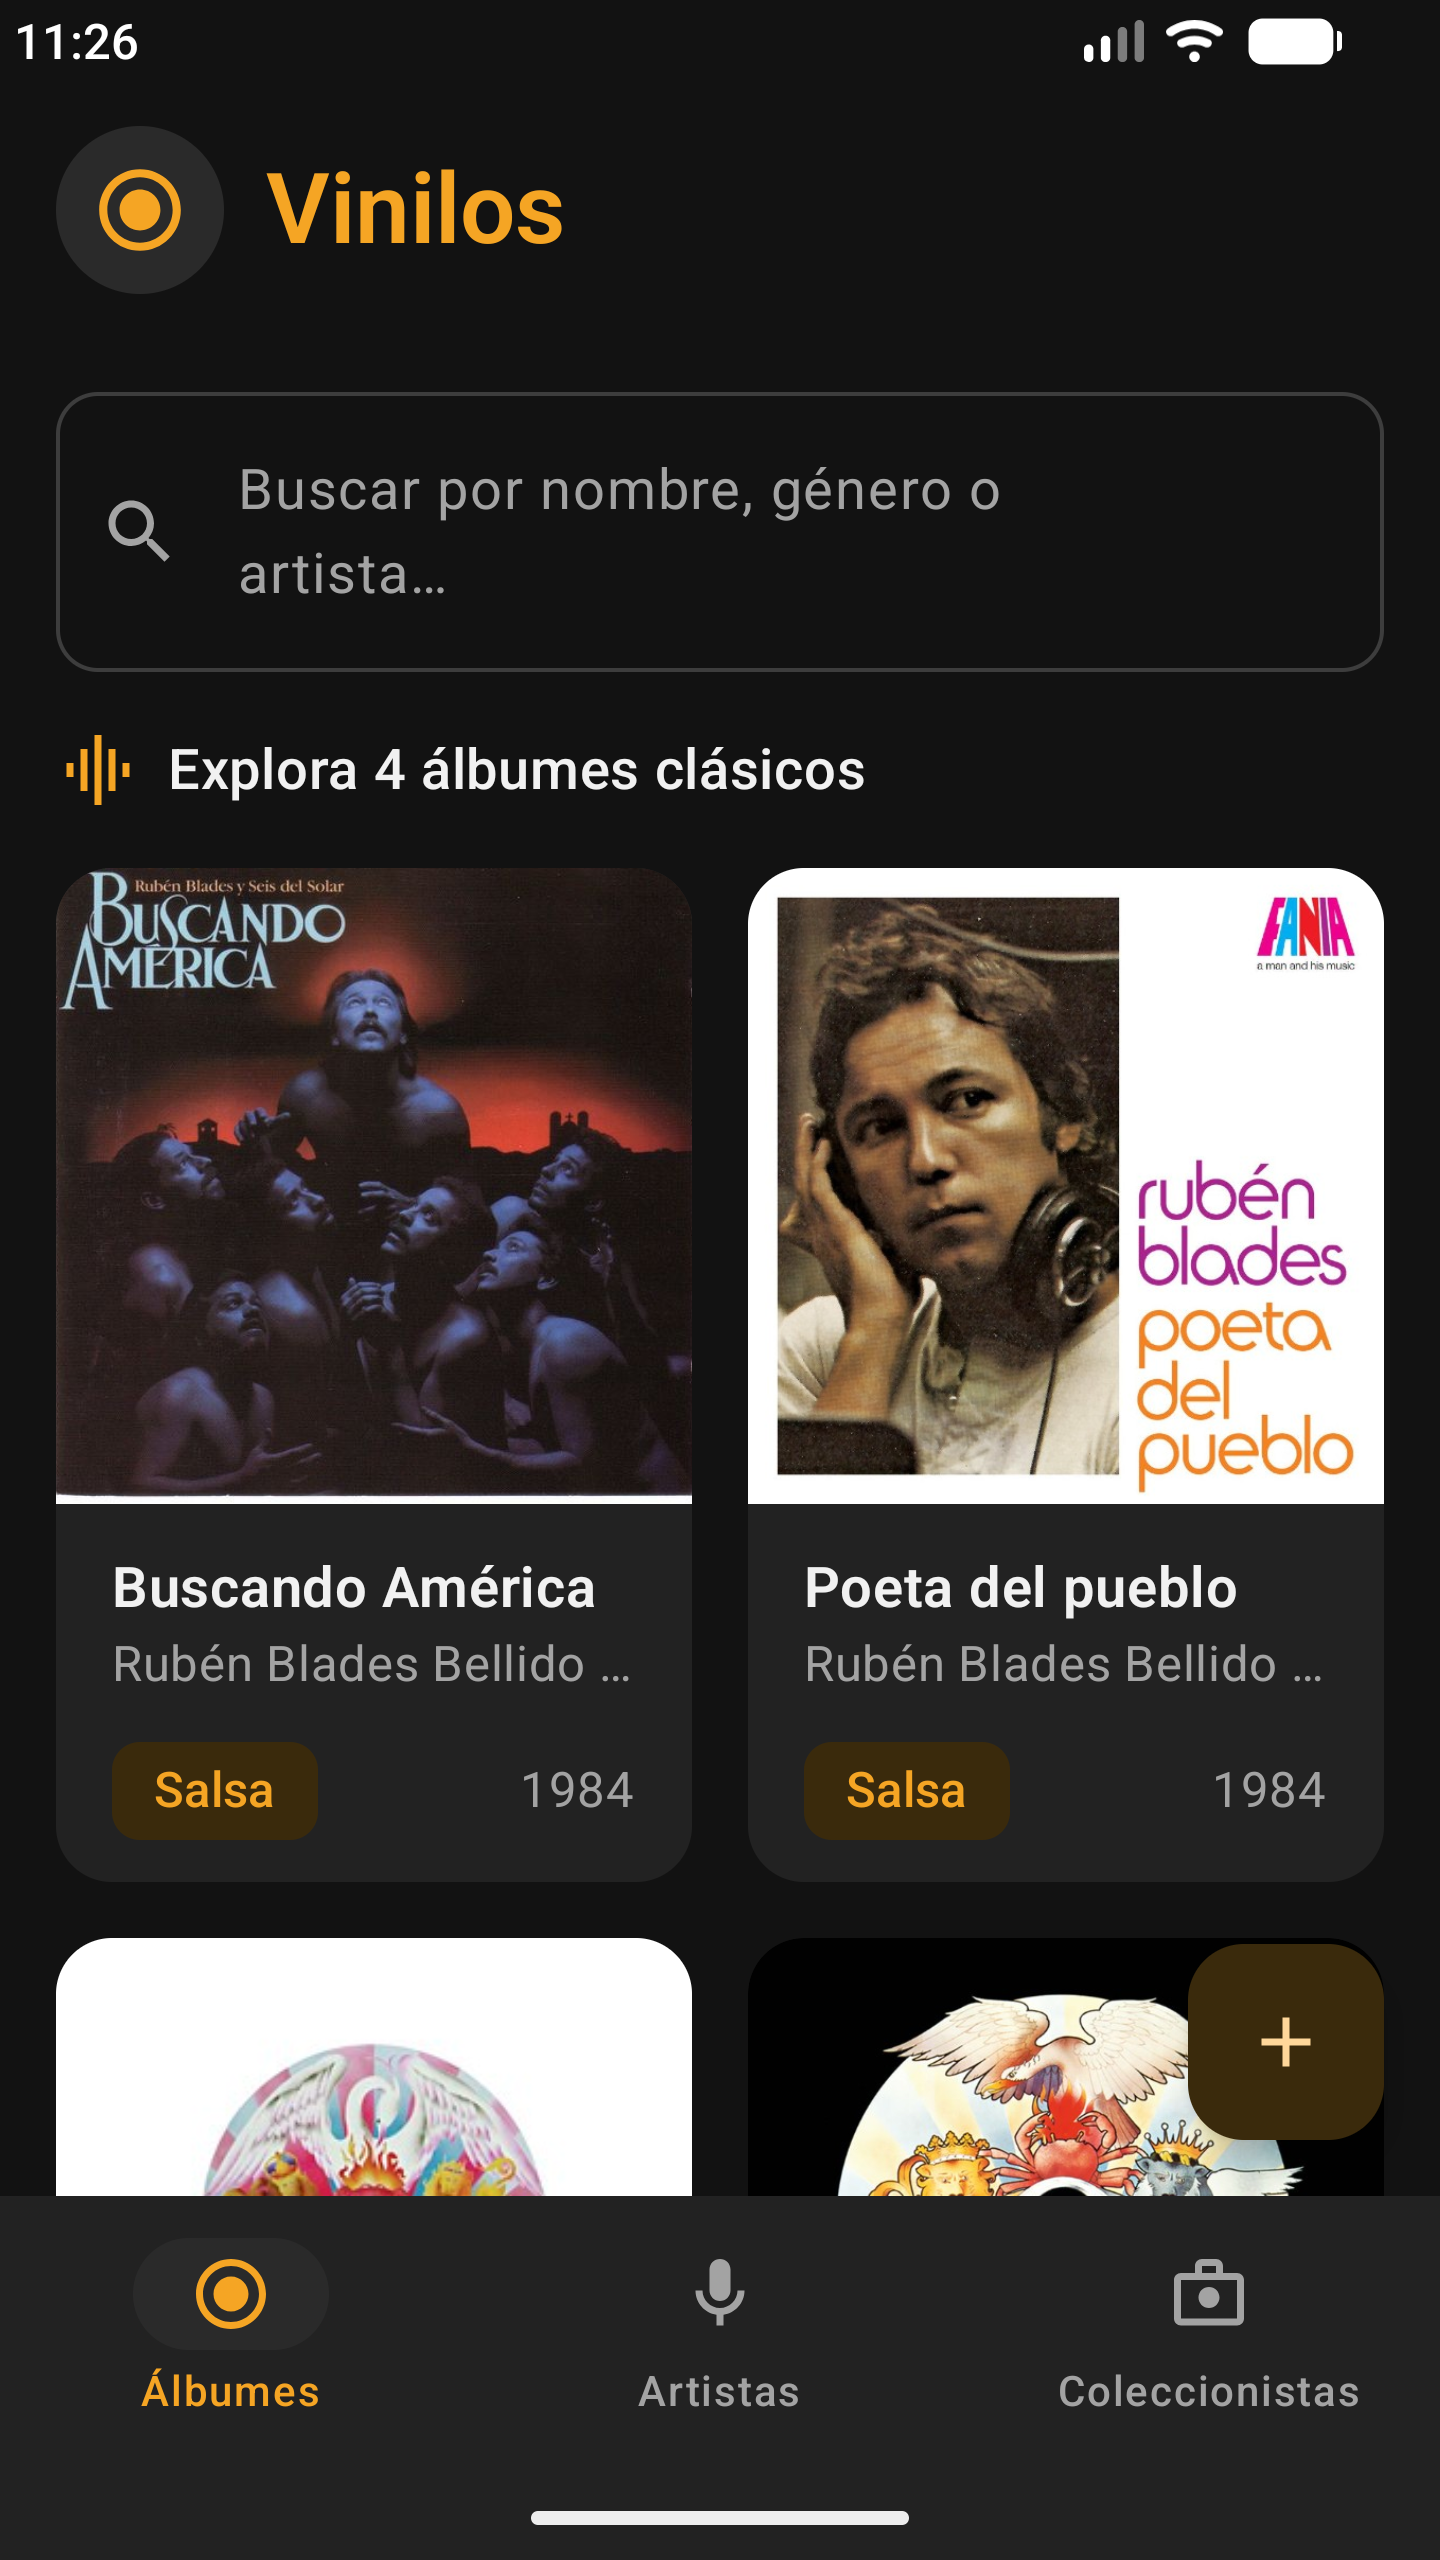 11:26
Vinilos
Buscar por nombre, género o
artista…
Explora 4 álbumes clásicos
Rubén Blades y Seis del Solar
BUSCANDO
AMÉRICA
FANIA
a man and his music
rubén
blades
poeta
del
pueblo
Buscando América
Rubén Blades Bellido …
Salsa
1984
Poeta del pueblo
Rubén Blades Bellido …
Salsa
1984
Álbumes
Artistas
Coleccionistas